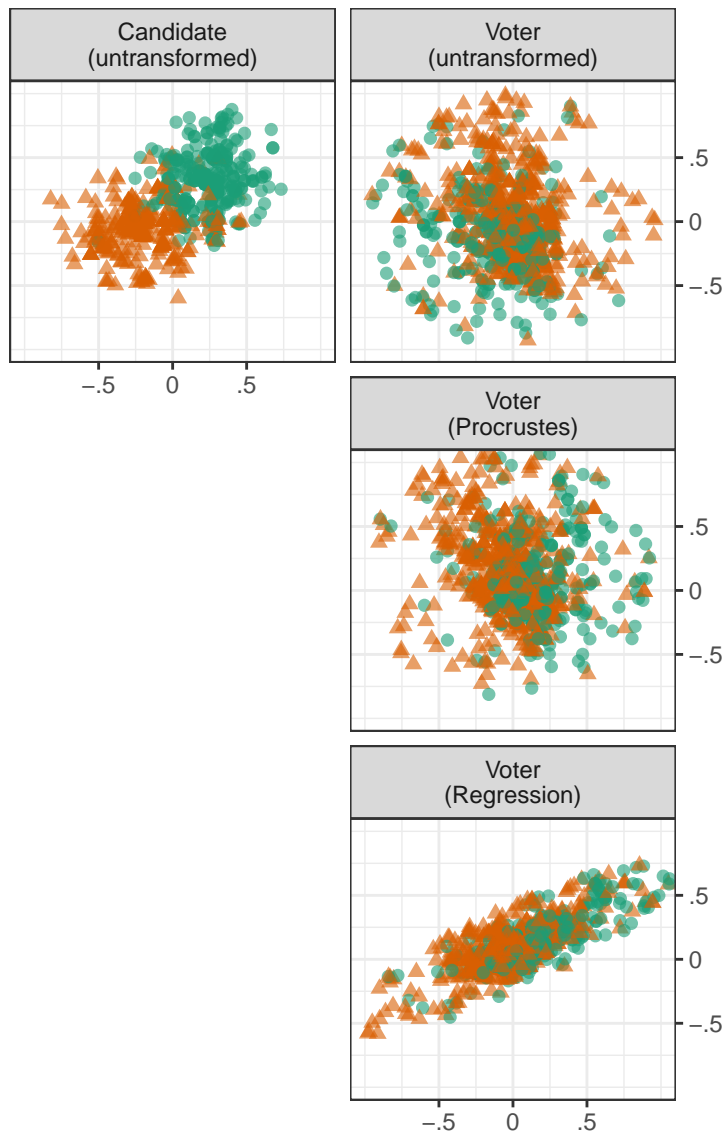 Candidate
(untransformed)
Voter
(untransformed)
.5
0
−.5
−.5 0 .5
Voter
(Procrustes)
.5
0
−.5
Voter
(Regression)
.5
0
−.5
−.5 0 .5